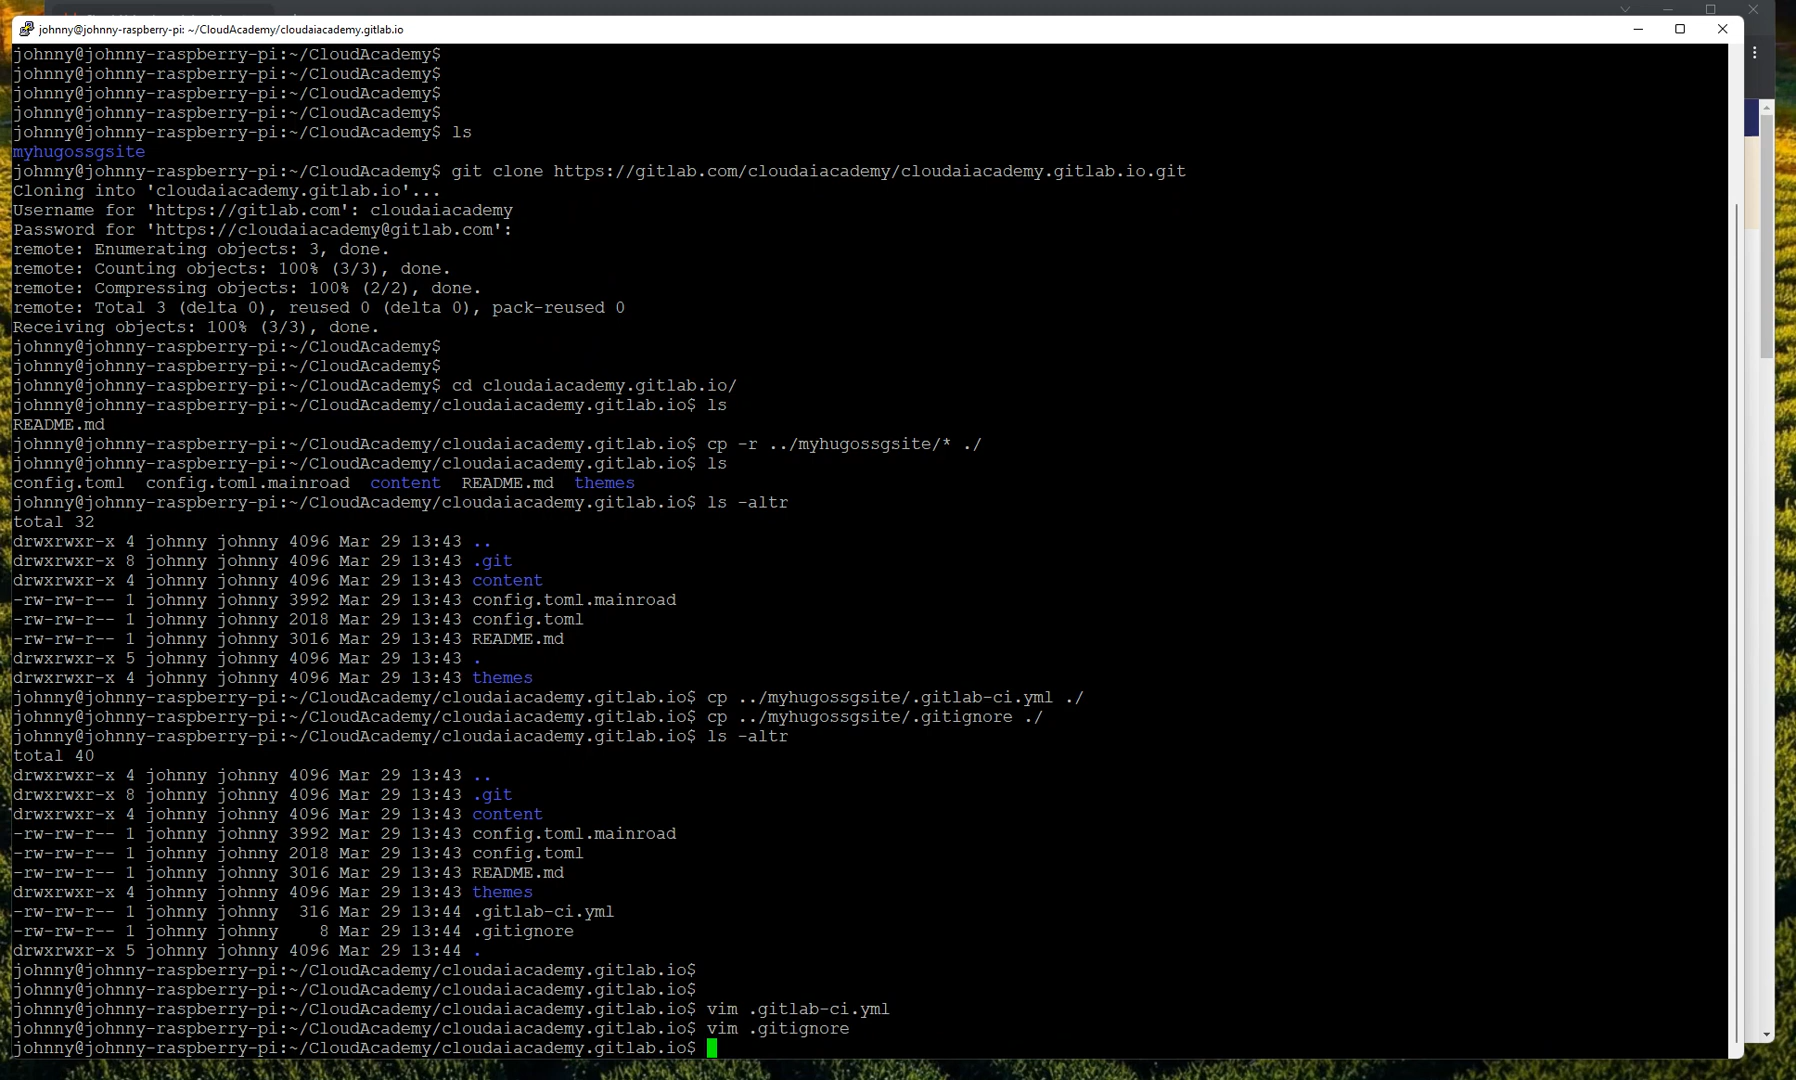 johnny@johnny-raspberry-pi: ~/CloudAcademy/cloudaiacademy.gitlab.io
johnny@johnny-raspberry-pi:~/CloudAcademy$
johnny@johnny-raspberry-pi:~/CloudAcademy$
johnny@johnny-raspberry-pi:~/CloudAcademy$
johnny@johnny-raspberry-pi:~/CloudAcademy$
johnny@johnny-raspberry-pi:~/CloudAcademy$ ls
myhugossgsite
johnny@johnny-raspberry-pi:~/CloudAcademy$ git clone https://gitlab.com/cloudaiacademy/cloudaiacademy.gitlab.io.git
Cloning into 'cloudaiacademy.gitlab.io'...
Username for 'https://gitlab.com': cloudaiacademy
Password for 'https://cloudaiacademy@gitlab.com':
remote: Enumerating objects: 3, done.
remote: Counting objects: 100% (3/3), done.
remote: Compressing objects: 100% (2/2), done.
remote: Total 3 (delta 0), reused 0 (delta 0), pack-reused 0
Receiving objects: 100% (3/3), done.
johnny@johnny-raspberry-pi:~/CloudAcademy$
johnny@johnny-raspberry-pi:~/CloudAcademy$
johnny@johnny-raspberry-pi:~/CloudAcademy$ cd cloudaiacademy.gitlab.io/
johnny@johnny-raspberry-pi:~/CloudAcademy/cloudaiacademy.gitlab.io$ ls
README.md
johnny@johnny-raspberry-pi:~/CloudAcademy/cloudaiacademy.gitlab.io$ cp -r ../myhugossgsite/* ./
johnny@johnny-raspberry-pi:~/CloudAcademy/cloudaiacademy.gitlab.io$ ls
config.toml  config.toml.mainroad  content  README.md  themes
johnny@johnny-raspberry-pi:~/CloudAcademy/cloudaiacademy.gitlab.io$ ls -altr
total 32
drwxrwxr-x 4 johnny johnny 4096 Mar 29 13:43 ..
drwxrwxr-x 8 johnny johnny 4096 Mar 29 13:43 .git
drwxrwxr-x 4 johnny johnny 4096 Mar 29 13:43 content
-rw-rw-r-- 1 johnny johnny 3992 Mar 29 13:43 config.toml.mainroad
-rw-rw-r-- 1 johnny johnny 2018 Mar 29 13:43 config.toml
-rw-rw-r-- 1 johnny johnny 3016 Mar 29 13:43 README.md
drwxrwxr-x 5 johnny johnny 4096 Mar 29 13:43 .
drwxrwxr-x 4 johnny johnny 4096 Mar 29 13:43 themes
johnny@johnny-raspberry-pi:~/CloudAcademy/cloudaiacademy.gitlab.io$ cp ../myhugossgsite/.gitlab-ci.yml ./
johnny@johnny-raspberry-pi:~/CloudAcademy/cloudaiacademy.gitlab.io$ cp ../myhugossgsite/.gitignore ./
johnny@johnny-raspberry-pi:~/CloudAcademy/cloudaiacademy.gitlab.io$ ls -altr
total 40
drwxrwxr-x 4 johnny johnny 4096 Mar 29 13:43 ..
drwxrwxr-x 8 johnny johnny 4096 Mar 29 13:43 .git
drwxrwxr-x 4 johnny johnny 4096 Mar 29 13:43 content
-rw-rw-r-- 1 johnny johnny 3992 Mar 29 13:43 config.toml.mainroad
-rw-rw-r-- 1 johnny johnny 2018 Mar 29 13:43 config.toml
-rw-rw-r-- 1 johnny johnny 3016 Mar 29 13:43 README.md
drwxrwxr-x 4 johnny johnny 4096 Mar 29 13:43 themes
-rw-rw-r-- 1 johnny johnny  316 Mar 29 13:44 .gitlab-ci.yml
-rw-rw-r-- 1 johnny johnny    8 Mar 29 13:44 .gitignore
drwxrwxr-x 5 johnny johnny 4096 Mar 29 13:44 .
johnny@johnny-raspberry-pi:~/CloudAcademy/cloudaiacademy.gitlab.io$
johnny@johnny-raspberry-pi:~/CloudAcademy/cloudaiacademy.gitlab.io$
johnny@johnny-raspberry-pi:~/CloudAcademy/cloudaiacademy.gitlab.io$ vim .gitlab-ci.yml
johnny@johnny-raspberry-pi:~/CloudAcademy/cloudaiacademy.gitlab.io$ vim .gitignore
johnny@johnny-raspberry-pi:~/CloudAcademy/cloudaiacademy.gitlab.io$